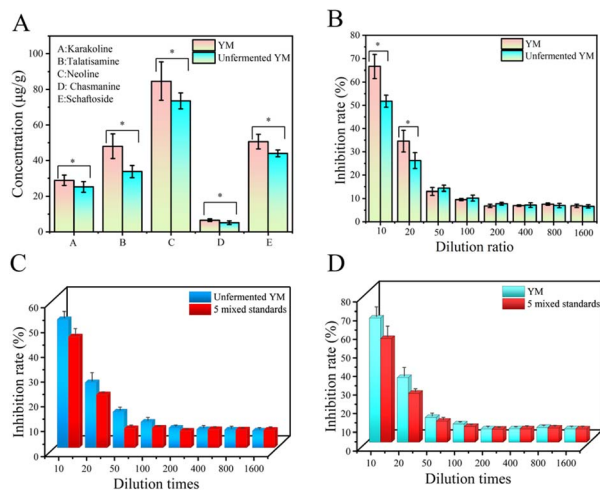 A
A:Karakoline
B:Talatisamine
C:Neoline
D: Chasmanine
E:Schaftoside
YM
Unfermented YM
*
*
*
*
*
Concentration (μg/g)
100
80
60
40
20
0
A B C D E
B
YM
Unfermented YM
*
*
Inhibition rate (%)
80
70
60
50
40
30
20
10
0
10 20 50 100 200 400 800 1600
Dilution ratio
C
Unfermented YM
5 mixed standards
Inhibition rate (%)
60
50
40
30
20
10
0
10 20 50 100 200 400 800 1600
Dilution times
D
YM
5 mixed standards
Inhibition rate (%)
80
70
60
50
40
30
20
10
0
10 20 50 100 200 400 800 1600
Dilution times